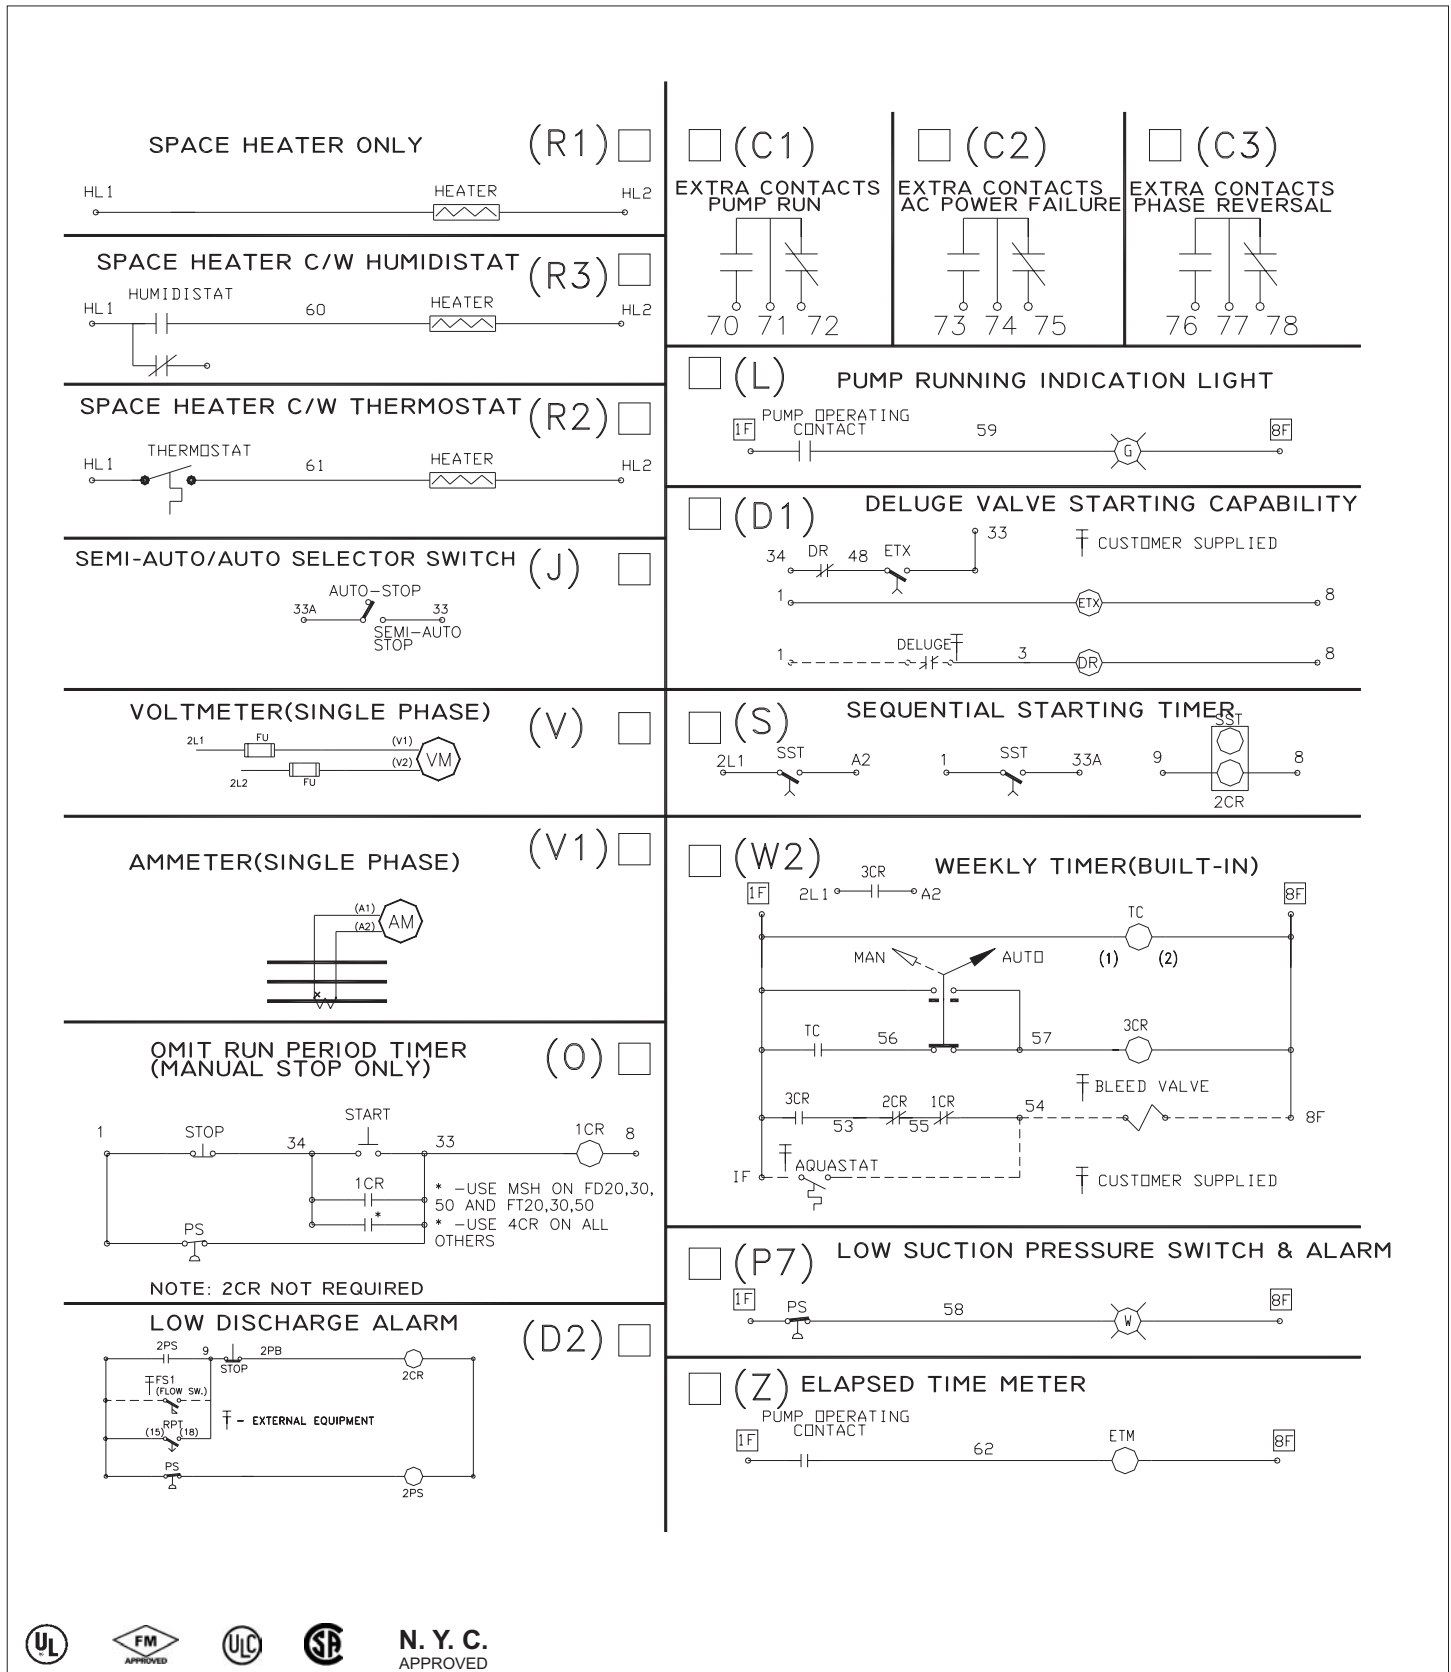 SPACE HEATER ONLY
(R1)
HL1
HEATER
HL2
SPACE HEATER C/W HUMIDISTAT
(R3)
HUMIDISTAT
HL1
60
HEATER
HL2
SPACE HEATER C/W THERMOSTAT
(R2)
THERMOSTAT
HL1
61
HEATER
HL2
SEMI-AUTO/AUTO SELECTOR SWITCH
(J)
AUTO-STOP
33A
33
SEMI-AUTO
STOP
VOLTMETER(SINGLE PHASE)
(V)
2L1
FU
(V1)
VM
(V2)
2L2
FU
(V1)
AMMETER(SINGLE PHASE)
(A1)
AM
(A2)
OMIT RUN PERIOD TIMER
(MANUAL STOP ONLY)
(O)
START
1
STOP
34
33
1CR
8
1CR
* -USE MSH ON FD20,30,
50 AND FT20,30,50
*
* -USE 4CR ON ALL
OTHERS
PS
NOTE: 2CR NOT REQUIRED
LOW DISCHARGE ALARM
(D2)
2PS
9
2PB
STOP
2CR
FS1
(FLOW SW.)
- EXTERNAL EQUIPMENT
RPT
(15)
(18)
PS
2PS
(C1)
EXTRA CONTACTS
PUMP RUN
70 71 72
(C2)
EXTRA CONTACTS
AC POWER FAILURE
73 74 75
(C3)
EXTRA CONTACTS
PHASE REVERSAL
76 77 78
(L)
PUMP RUNNING INDICATION LIGHT
1F
PUMP OPERATING
CONTACT
59
G
8F
(D1)
DELUGE VALVE STARTING CAPABILITY
34
DR
48
ETX
33
CUSTOMER SUPPLIED
1
ETX
8
1
DELUGE
3
DR
8
(S)
SEQUENTIAL STARTING TIMER
2L1
SST
A2
1
SST
33A
SST
9
8
2CR
(W2)
WEEKLY TIMER(BUILT-IN)
3CR
2L1
A2
1F
8F
TC
(1)
(2)
MAN
AUTO
TC
56
57
3CR
BLEED VALVE
3CR
53
2CR
55
1CR
54
8F
AQUASTAT
IF
CUSTOMER SUPPLIED
(P7)
LOW SUCTION PRESSURE SWITCH & ALARM
1F
PS
58
W
8F
(Z)
ELAPSED TIME METER
PUMP OPERATING
CONTACT
1F
62
ETM
8F
UL
FM
APPROVED
ULC
SA
N. Y. C.
APPROVED